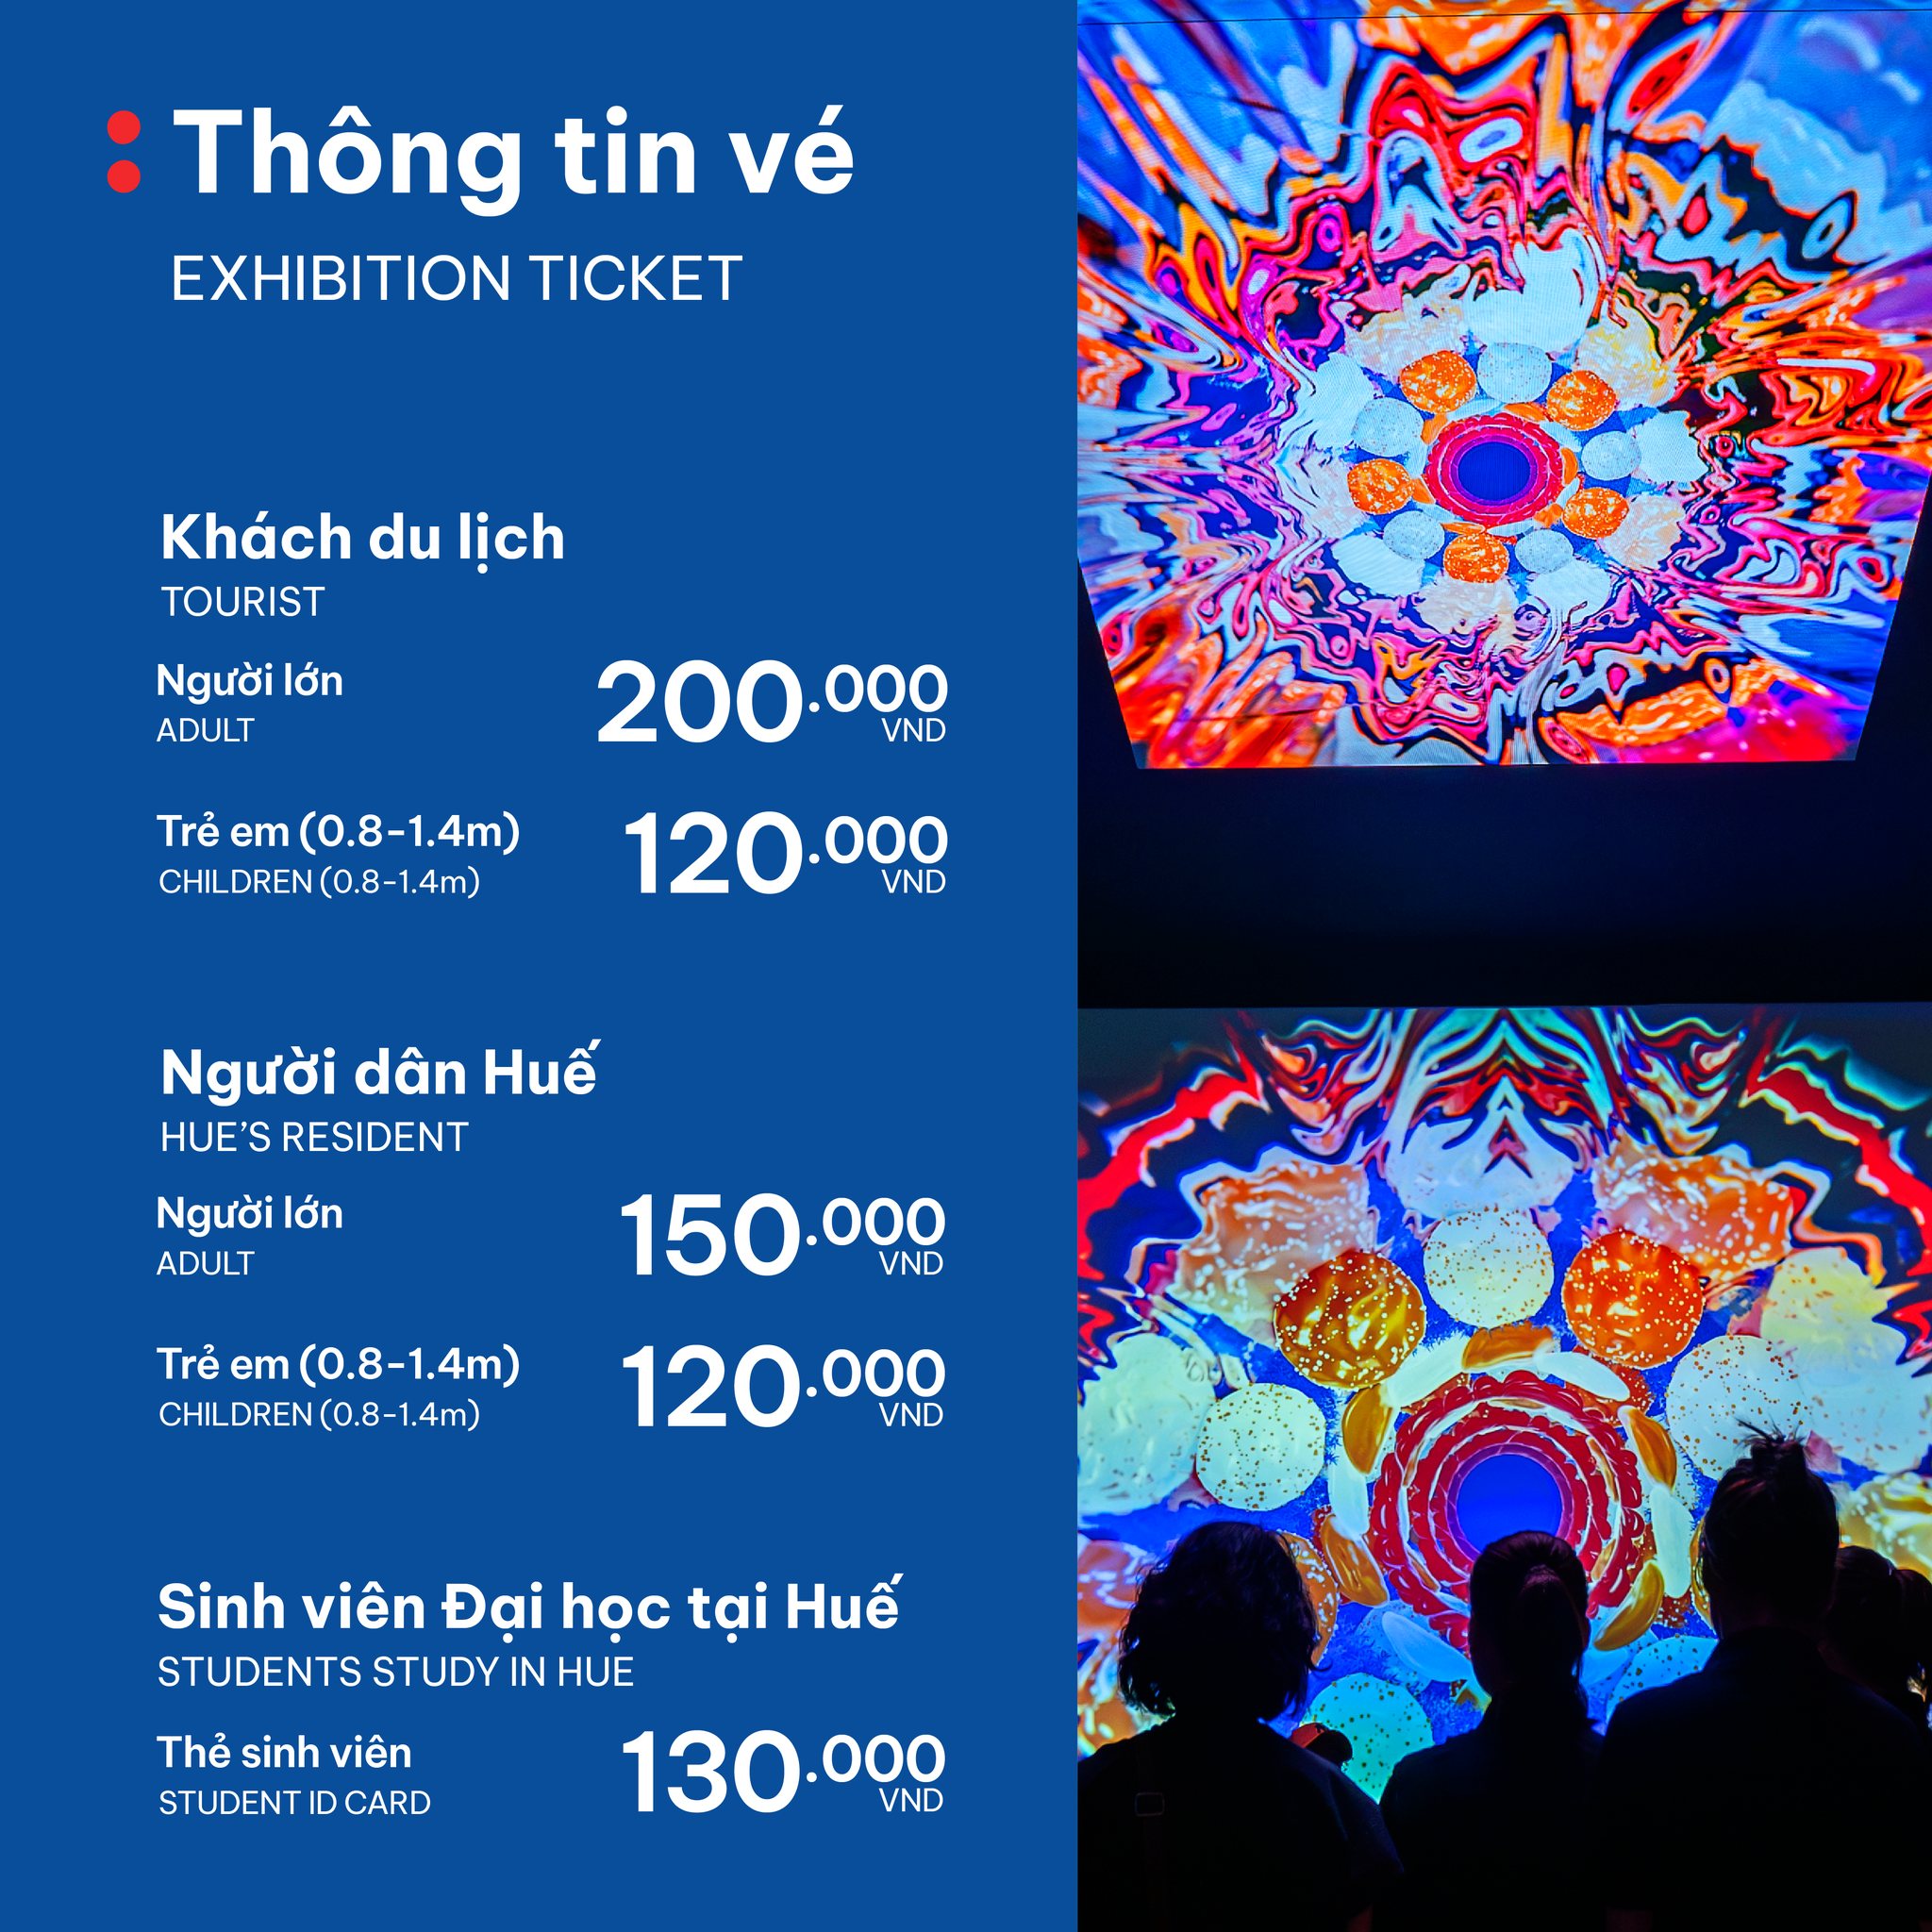 Thông tin vé
EXHIBITION TICKET
Khách du lịch
TOURIST
Người lớn
ADULT
200.000
VND
Trẻ em (0.8-1.4m)
CHILDREN (0.8-1.4m)
120.000
VND
Người dân Huế
HUE’S RESIDENT
Người lớn
ADULT
150.000
VND
Trẻ em (0.8-1.4m)
CHILDREN (0.8-1.4m)
120.000
VND
Sinh viên Đại học tại Huế
STUDENTS STUDY IN HUE
Thẻ sinh viên
STUDENT ID CARD
130.000
VND